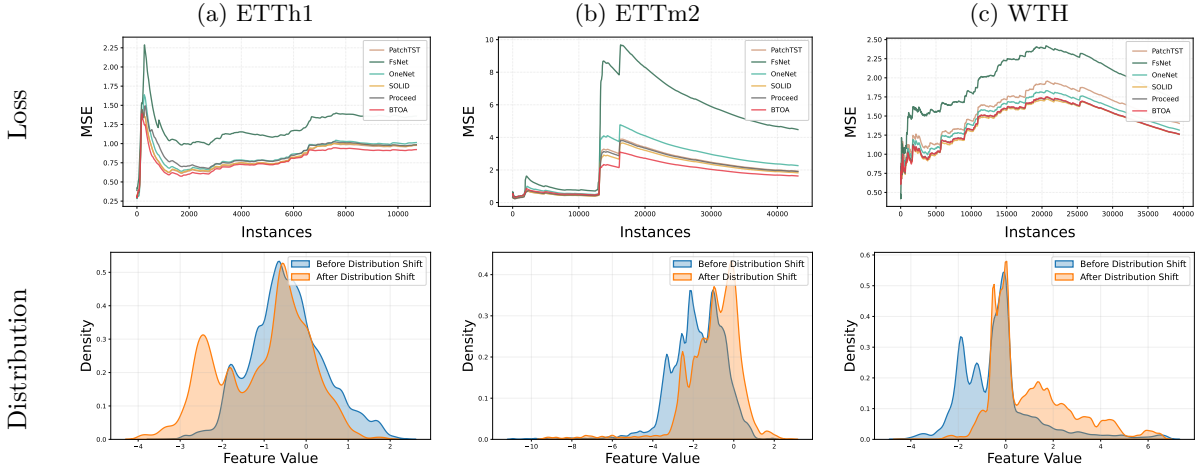 (a) ETTh1
(b) ETTm2
(c) WTH
Loss
MSE
2.25
2.00
1.75
1.50
1.25
1.00
0.75
0.50
0.25
0
2000
4000
6000
8000
10000
Instances
PatchTST
FsNet
OneNet
SOLID
Proceed
BTOA
MSE
10
8
6
4
2
0
0
10000
20000
30000
40000
Instances
PatchTST
FsNet
OneNet
SOLID
Proceed
BTOA
MSE
2.50
2.25
2.00
1.75
1.50
1.25
1.00
0.75
0.50
0
5000
10000
15000
20000
25000
30000
35000
40000
Instances
PatchTST
FsNet
OneNet
SOLID
Proceed
BTOA
Distribution
Density
0.5
0.4
0.3
0.2
0.1
0.0
−4
−3
−2
−1
0
1
2
Feature Value
Before Distribution Shift
After Distribution Shift
Density
0.4
0.3
0.2
0.1
0.0
−10
−8
−6
−4
−2
0
2
Feature Value
Before Distribution Shift
After Distribution Shift
Density
0.6
0.5
0.4
0.3
0.2
0.1
0.0
−4
−2
0
2
4
6
Feature Value
Before Distribution Shift
After Distribution Shift